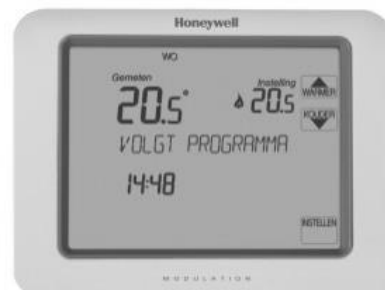 Honeywell
WO
Gemeten Instelling
20.5° 20.5
WARMER
KOUDER
VOLGT PROGRAMMA
14:48
INSTELLEN
MODULATION